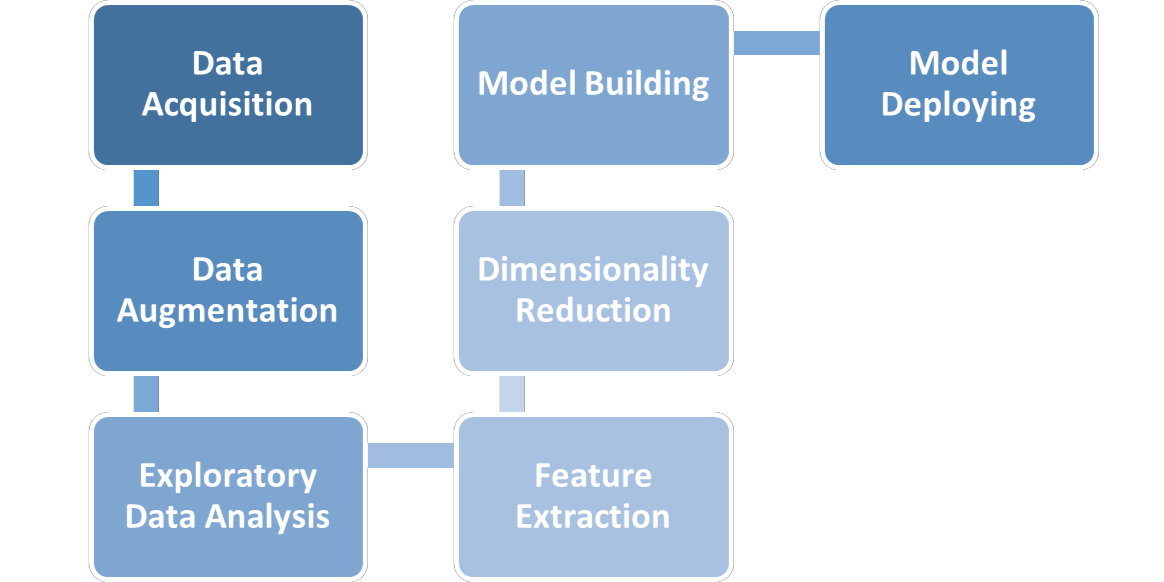 Data
Acquisition
Data
Augmentation
Exploratory
Data Analysis
Feature
Extraction
Dimensionality
Reduction
Model Building
Model
Deploying